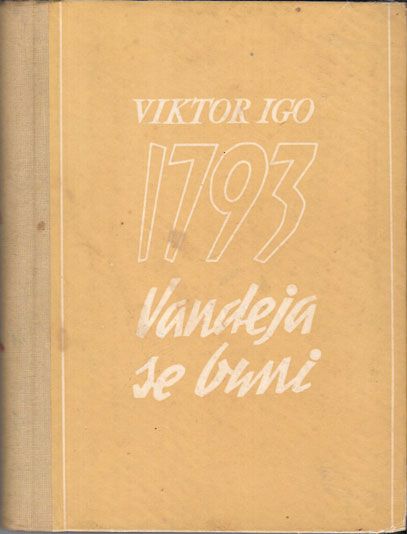 VIKTOR IGO
1793
Vandeja
se buni